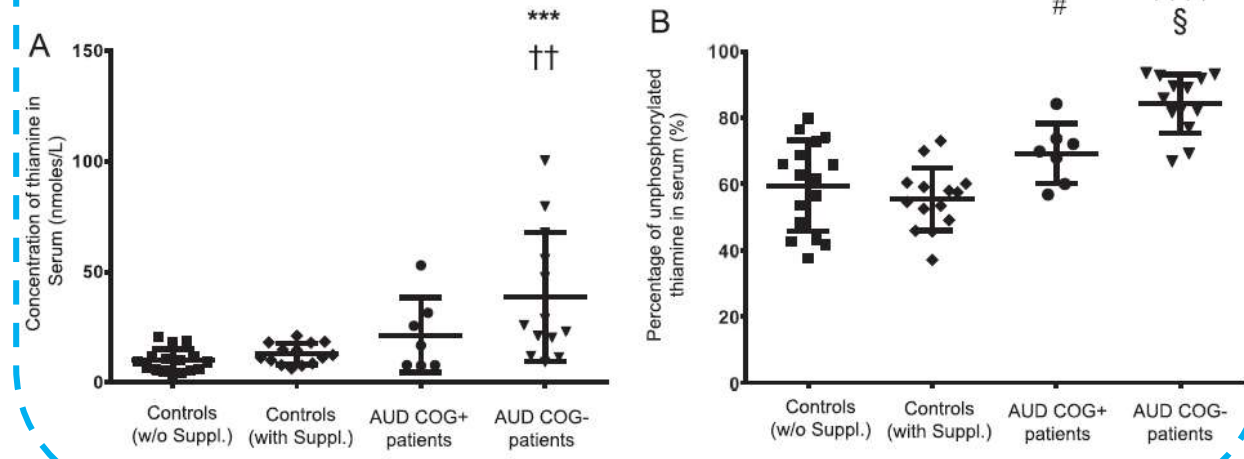 A
***
††
150
100
50
0
Concentration of thiamine in
Serum (nmoles/L)
Controls
(w/o Suppl.)
Controls
(with Suppl.)
AUD COG+
patients
AUD COG-
patients
B
#
§
100
80
60
40
20
0
Percentage of unphosphorylated
thiamine in serum (%)
Controls
(w/o Suppl.)
Controls
(with Suppl.)
AUD COG+
patients
AUD COG-
patients